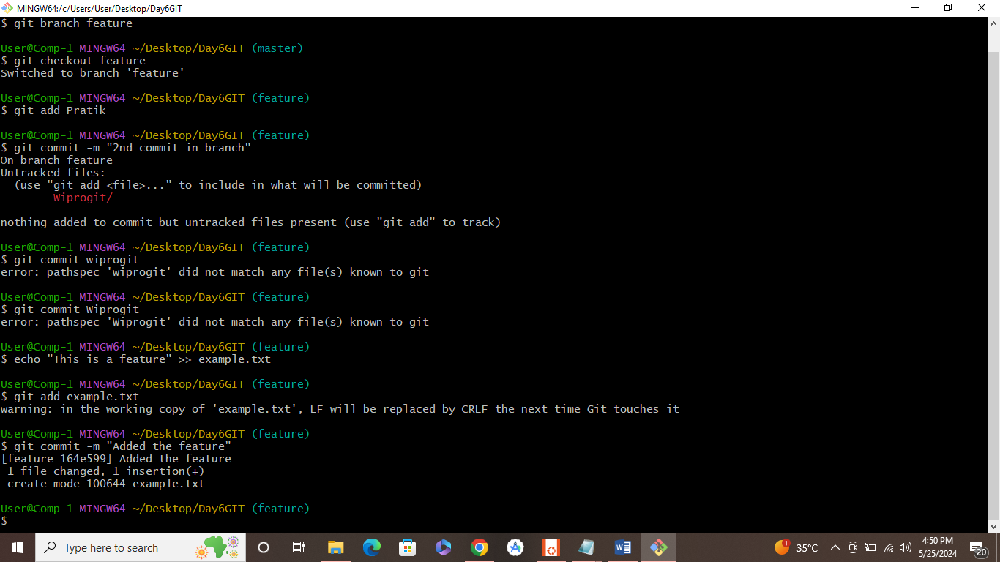 MINGW64:/c/Users/User/Desktop/Day6GIT
$ git branch feature
User@Comp-1 MINGW64 ~/Desktop/Day6GIT (master)
$ git checkout feature
Switched to branch 'feature'
User@Comp-1 MINGW64 ~/Desktop/Day6GIT (feature)
$ git add Pratik
User@Comp-1 MINGW64 ~/Desktop/Day6GIT (feature)
$ git commit -m "2nd commit in branch"
On branch feature
Untracked files:
  (use "git add <file>..." to include in what will be committed)
        Wiprogit/
nothing added to commit but untracked files present (use "git add" to track)
User@Comp-1 MINGW64 ~/Desktop/Day6GIT (feature)
$ git commit wiprogit
error: pathspec 'wiprogit' did not match any file(s) known to git
User@Comp-1 MINGW64 ~/Desktop/Day6GIT (feature)
$ git commit Wiprogit
error: pathspec 'Wiprogit' did not match any file(s) known to git
User@Comp-1 MINGW64 ~/Desktop/Day6GIT (feature)
$ echo "This is a feature" >> example.txt
User@Comp-1 MINGW64 ~/Desktop/Day6GIT (feature)
$ git add example.txt
warning: in the working copy of 'example.txt', LF will be replaced by CRLF the next time Git touches it
User@Comp-1 MINGW64 ~/Desktop/Day6GIT (feature)
$ git commit -m "Added the feature"
[feature 164e599] Added the feature
 1 file changed, 1 insertion(+)
 create mode 100644 example.txt
User@Comp-1 MINGW64 ~/Desktop/Day6GIT (feature)
$
Type here to search
1
35°C
4:50 PM
5/25/2024
20